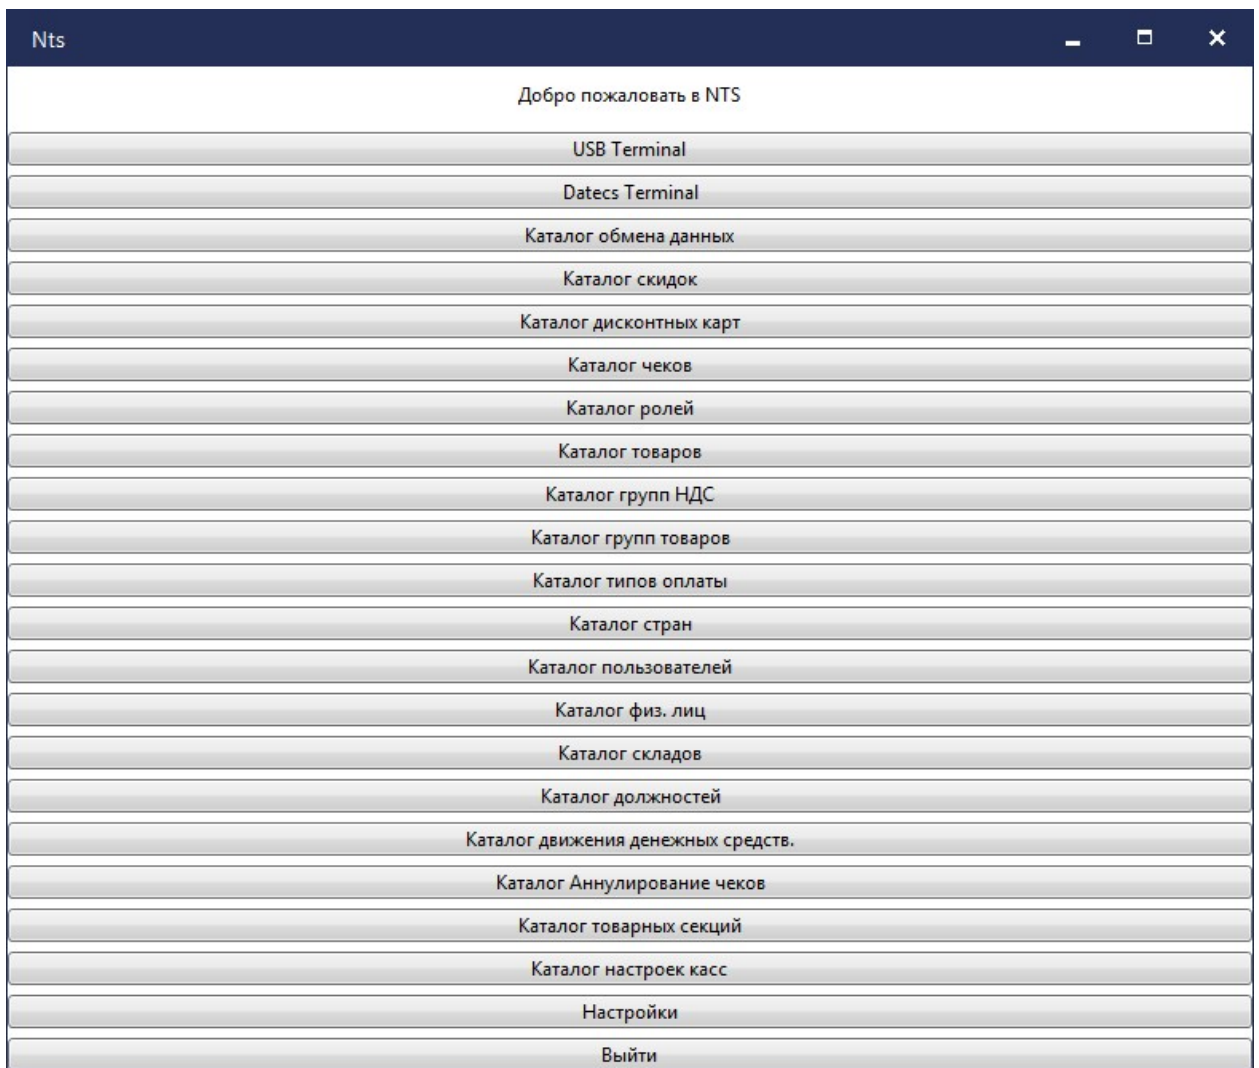 Nts
Добро пожаловать в NTS
USB Terminal
Datecs Terminal
Каталог обмена данных
Каталог скидок
Каталог дисконтных карт
Каталог чеков
Каталог ролей
Каталог товаров
Каталог групп НДС
Каталог групп товаров
Каталог типов оплаты
Каталог стран
Каталог пользователей
Каталог физ. лиц
Каталог складов
Каталог должностей
Каталог движения денежных средств.
Каталог Аннулирование чеков
Каталог товарных секций
Каталог настроек касс
Настройки
Выйти